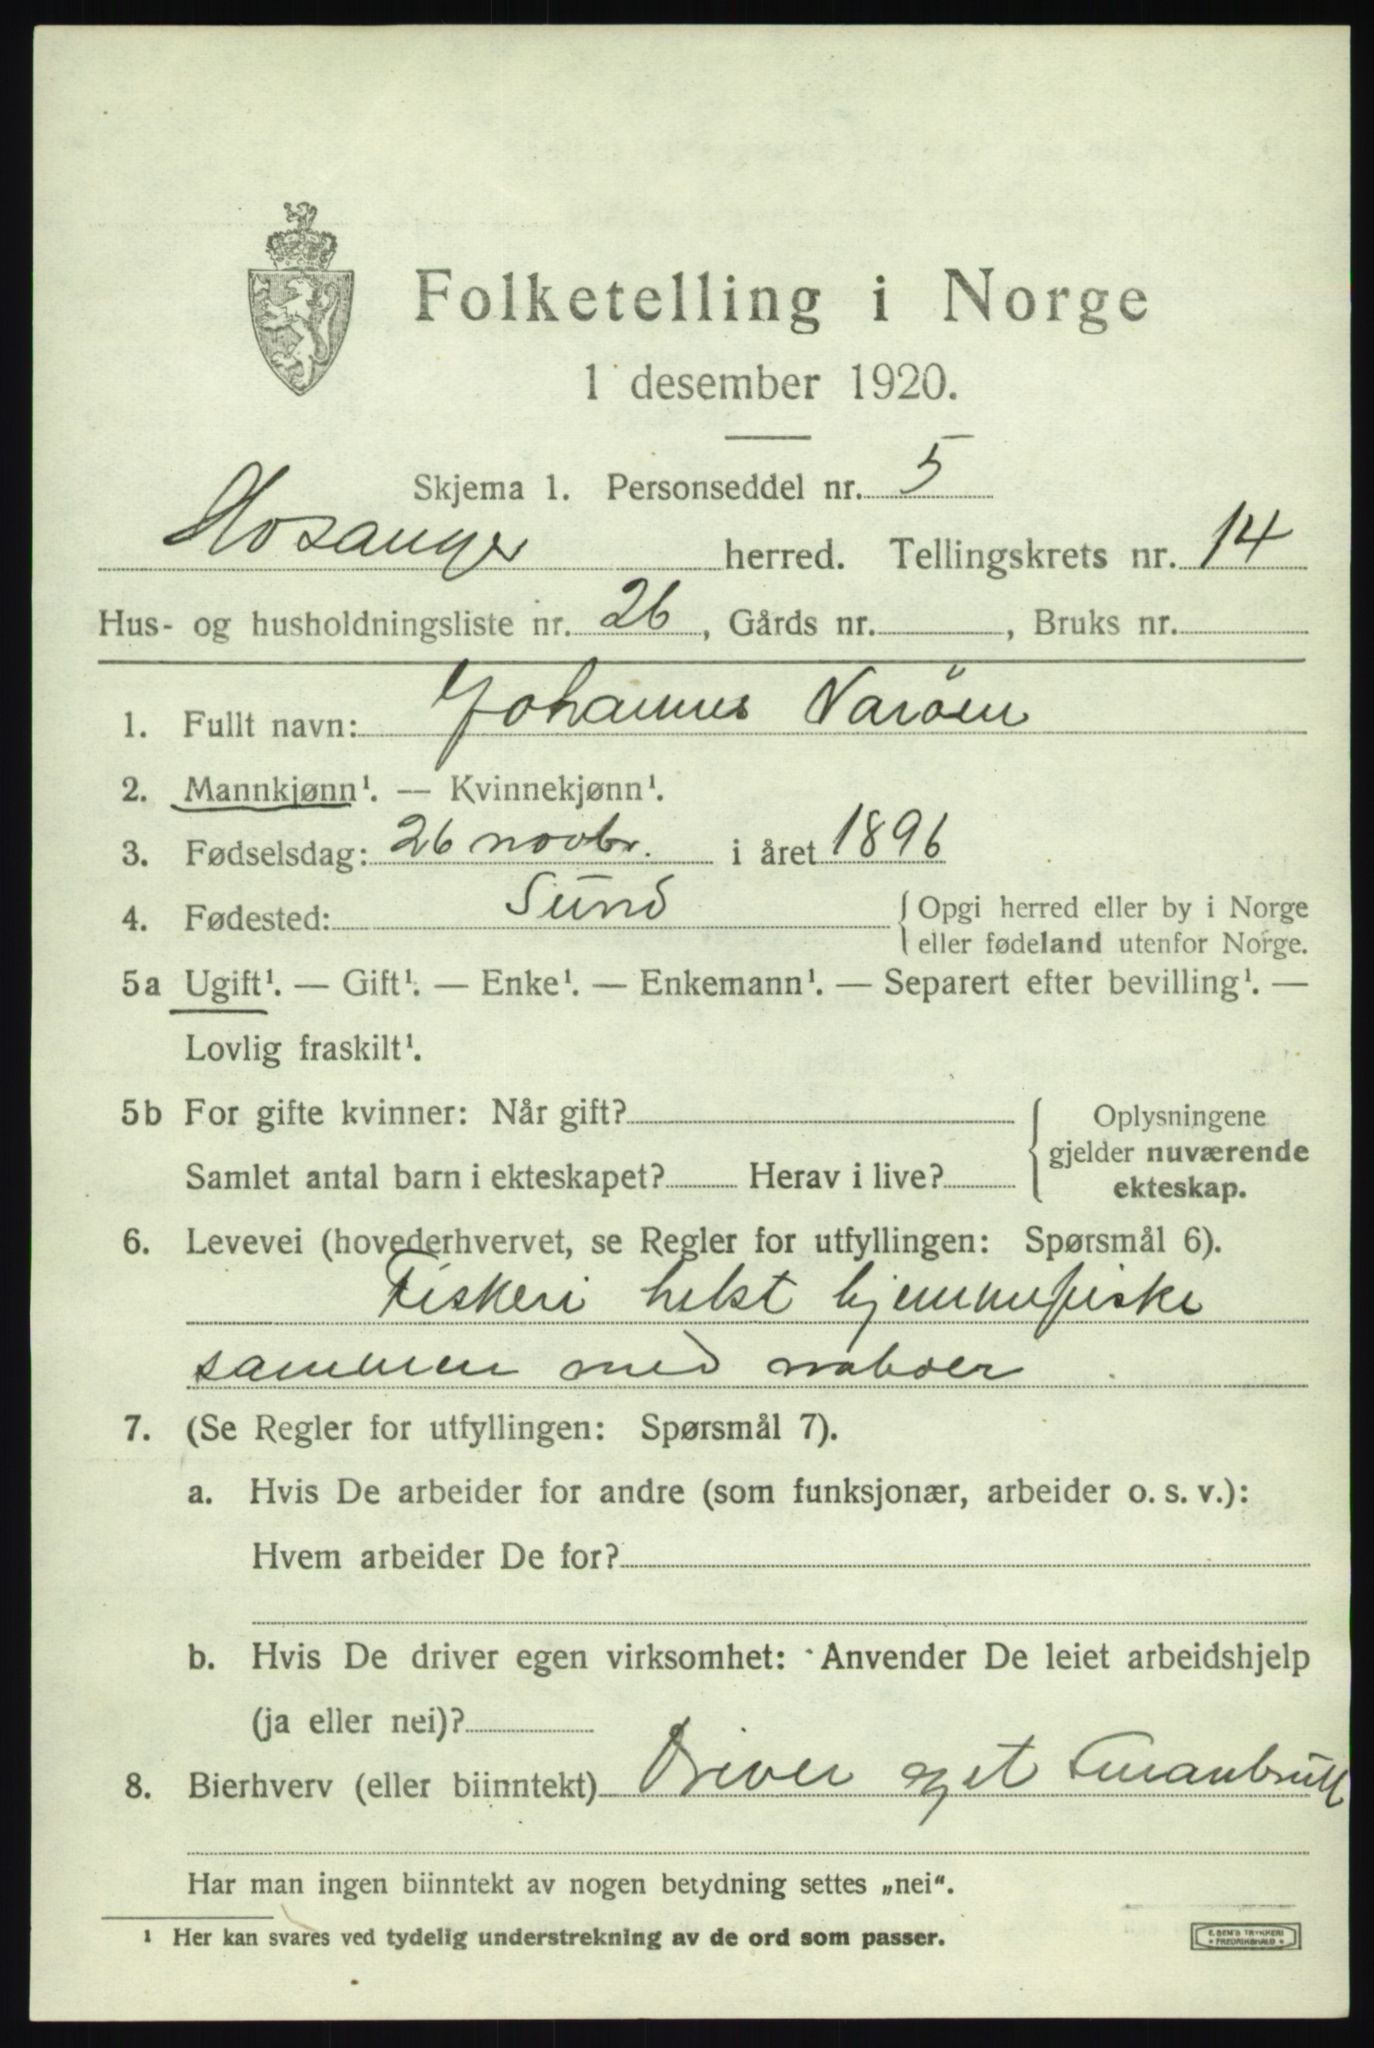 Folketelling i Norge
1 desember 1920.
Skjema 1. Personseddel nr. 5
Hosanger herred. Tellingskrets nr. 14
Hus- og husholdningsliste nr. 26, Gårds nr. , Bruks nr.
1. Fullt navn: Johannes Varöen
2. Mannkjønn¹. — Kvinnekjønn¹.
3. Fødselsdag: 26 novbr. i året 1896
4. Fødested: Sund { Opgi herred eller by i Norge
eller fødeland utenfor Norge.
5a Ugift¹. — Gift¹. — Enke¹. — Enkemann¹. — Separert efter bevilling¹. —
Lovlig fraskilt¹.
5b For gifte kvinner: Når gift? { Oplysningene
gjelder nuværende
Samlet antal barn i ekteskapet? Herav i live?
ekteskap.
6. Levevei (hovederhvervet, se Regler for utfyllingen: Spørsmål 6).
Fiskeri helst hjemmefiske
sammen med naboer
7. (Se Regler for utfyllingen: Spørsmål 7).
a. Hvis De arbeider for andre (som funksjonær, arbeider o. s. v.):
Hvem arbeider De for?
b. Hvis De driver egen virksomhet: Anvender De leiet arbeidshjelp
(ja eller nei)?
8. Bierhverv (eller biinntekt) Driver eget
Har man ingen biinntekt av nogen betydning settes „nei“.
¹ Her kan svares ved tydelig understrekning av de ord som passer.
E. SEM'S TRYKKERI
* FREDRIKSHALD *